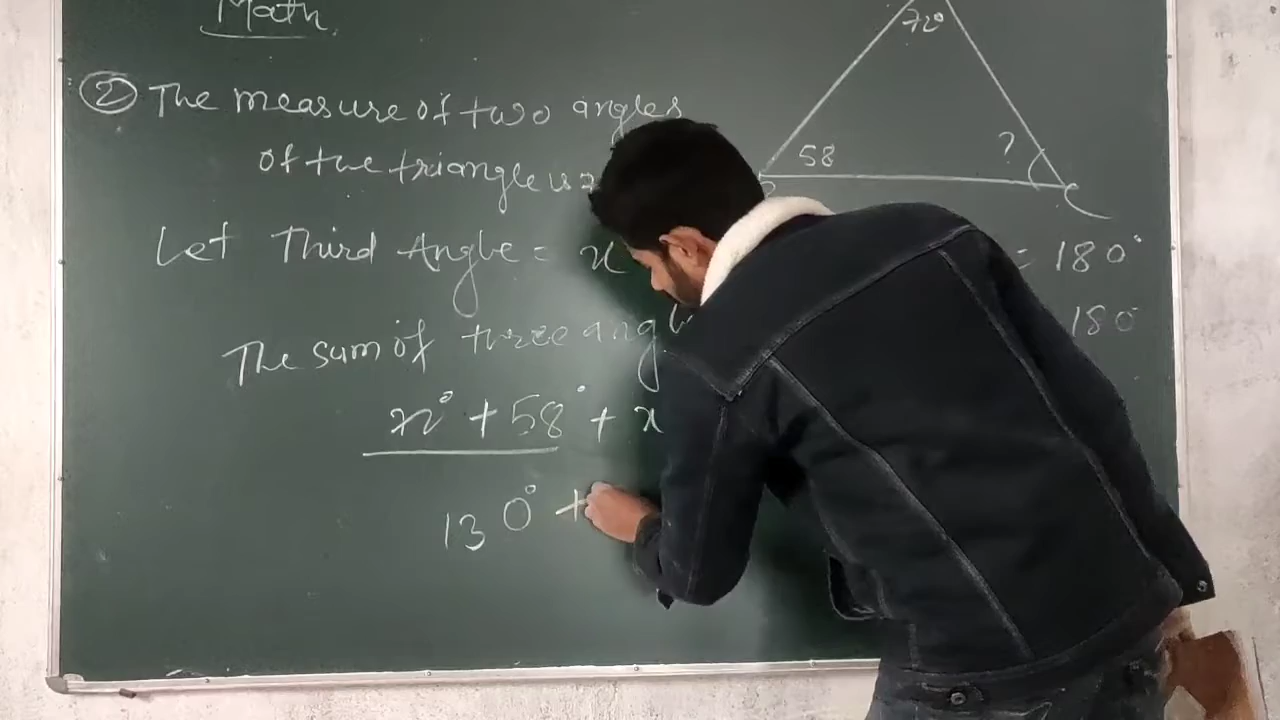 Math
② The measure of two angles
of the triangle is
72°
58 ?
Let Third Angle = x = 180°
The sum of three angl 180
72° + 58° + x
130° +